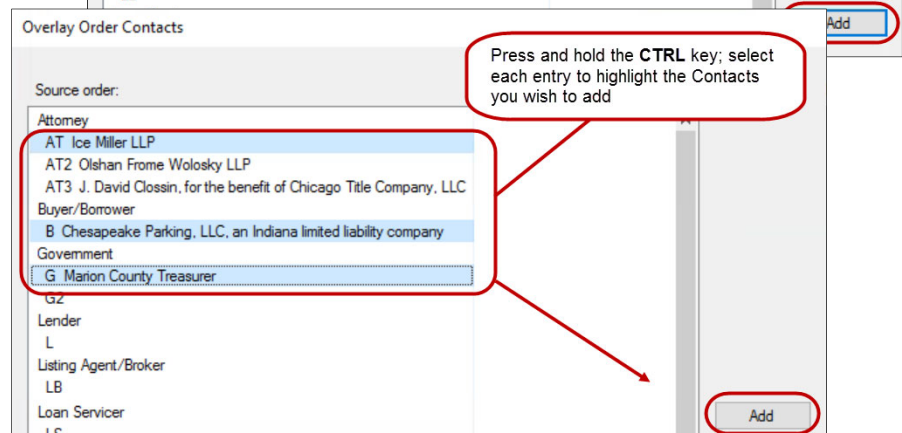 Add
Overlay Order Contacts
Press and hold the CTRL key; select
each entry to highlight the Contacts
you wish to add
Source order:
Attorney
AT Ice Miller LLP
AT2 Olshan Frome Wolosky LLP
AT3 J. David Clossin, for the benefit of Chicago Title Company, LLC
Buyer/Borrower
B Chesapeake Parking, LLC, an Indiana limited liability company
Government
G Marion County Treasurer
G2
Lender
L
Listing Agent/Broker
LB
Loan Servicer
Add